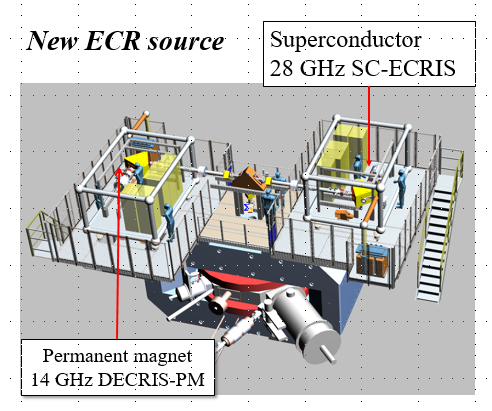 New ECR source
Superconductor
28 GHz SC-ECRIS
Permanent magnet
14 GHz DECRIS-PM